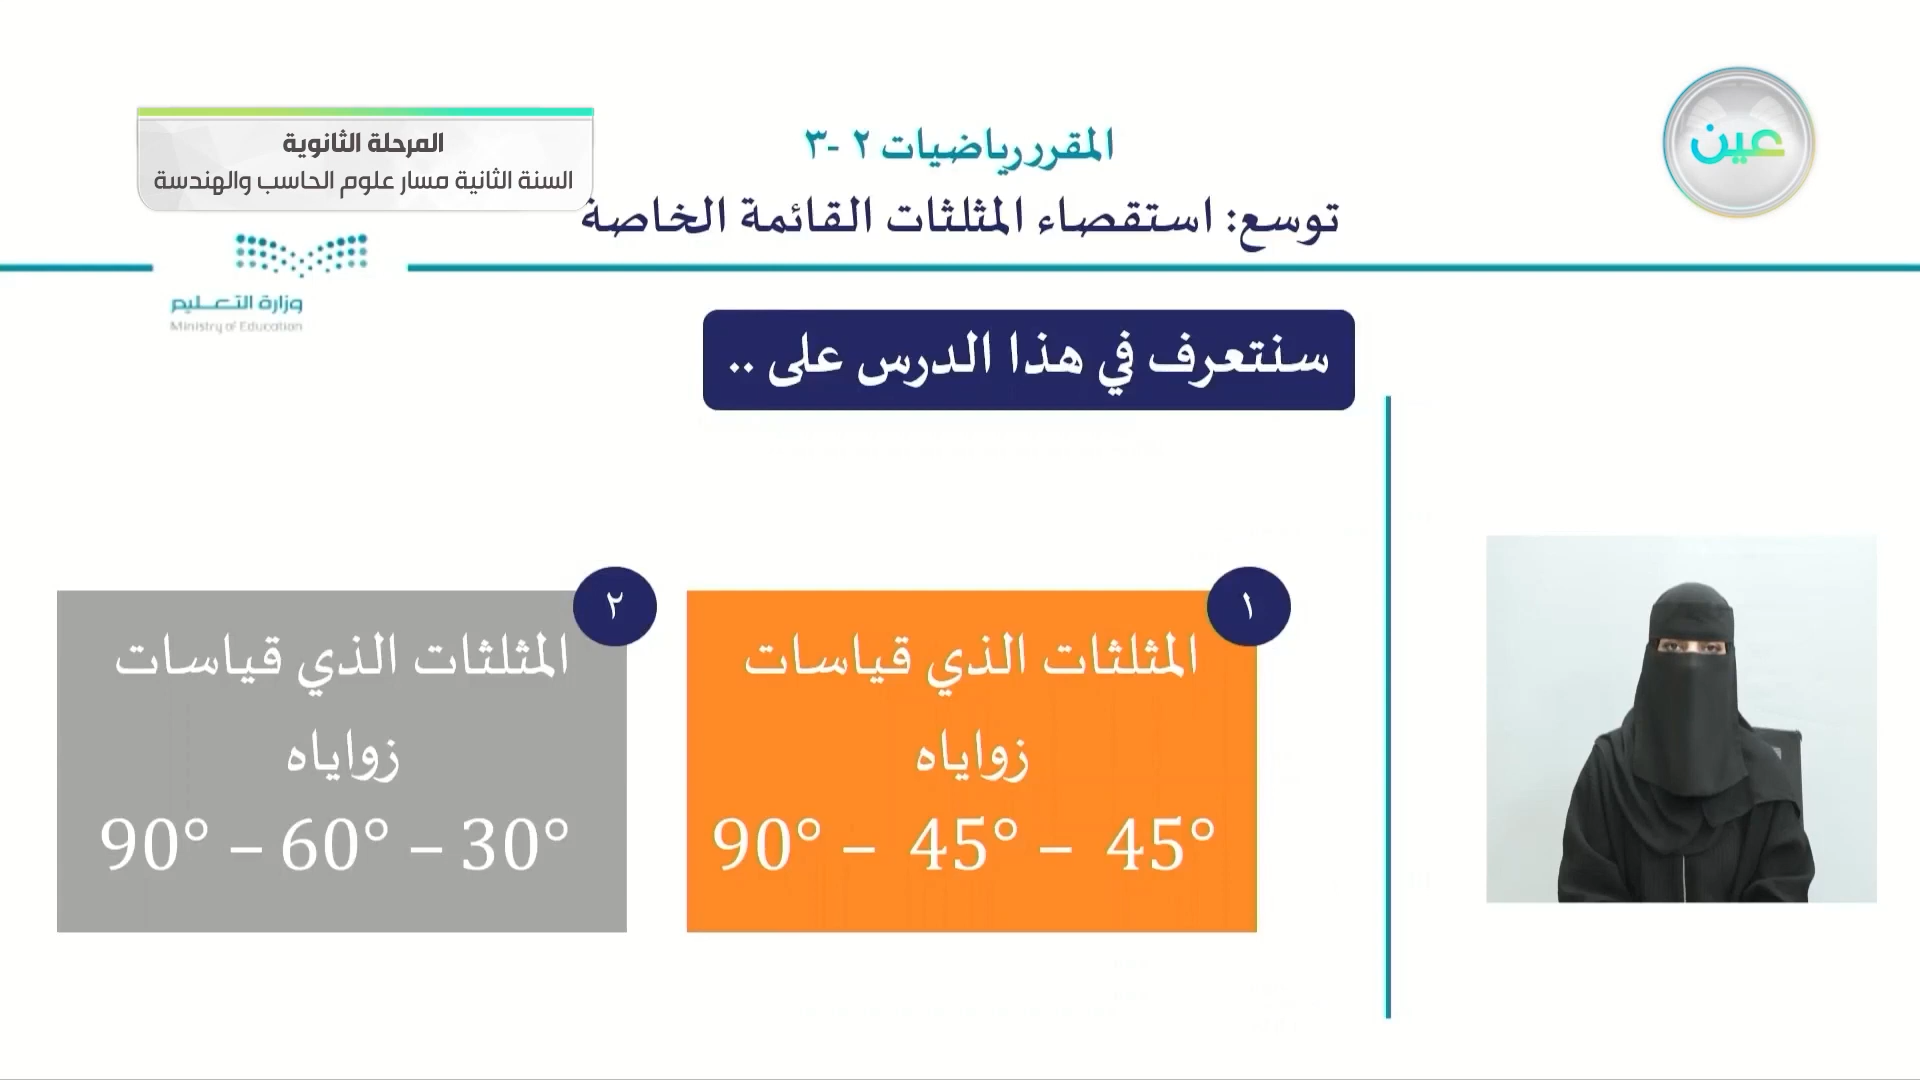 المرحلة الثانوية
السنة الثانية مسار علوم الحاسب والهندسة
عين
المقرر رياضيات ٢ -٣
توسع: استقصاء المثلثات القائمة الخاصة
وزارة التعليم
Ministry of Education
سنتعرف في هذا الدرس على ..
١
المثلثات الذي قياسات
زواياه
90° – 45° – 45°
٢
المثلثات الذي قياسات
زواياه
90° – 60° – 30°